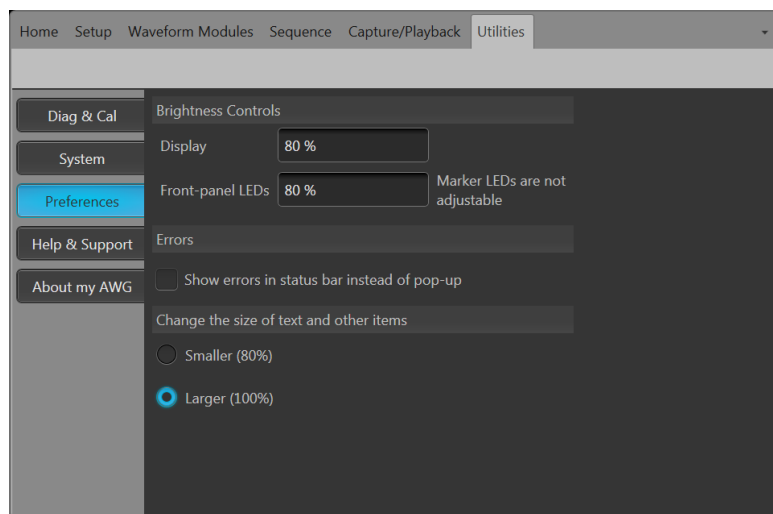 Home Setup Waveform Modules Sequence Capture/Playback Utilities
Diag & Cal
System
Preferences
Help & Support
About my AWG
Brightness Controls
Display 80 %
Front-panel LEDs 80 % Marker LEDs are not
adjustable
Errors
Show errors in status bar instead of pop-up
Change the size of text and other items
Smaller (80%)
Larger (100%)